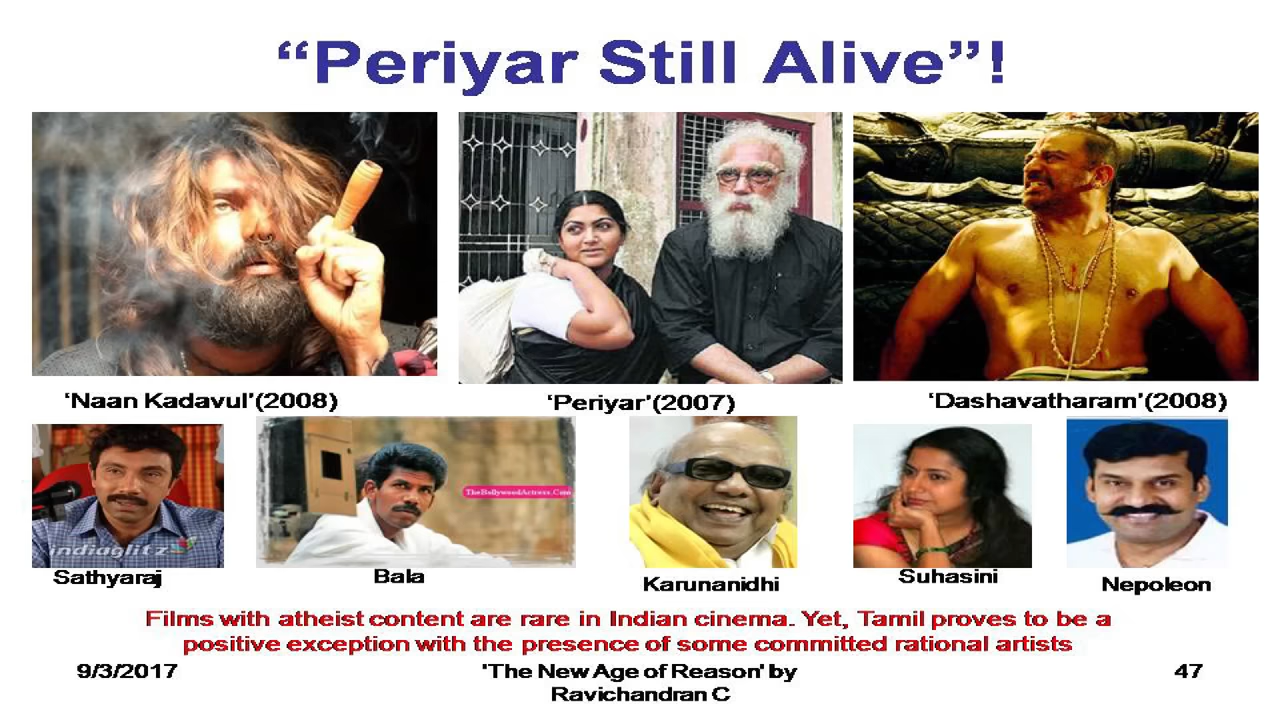 “Periyar Still Alive”!
‘Naan Kadavul’(2008)
‘Periyar’(2007)
‘Dashavatharam’(2008)
TheBollywoodActress.Com
indiaglitz
Sathyaraj
Bala
Karunanidhi
Suhasini
Nepoleon
Films with atheist content are rare in Indian cinema. Yet, Tamil proves to be a
positive exception with the presence of some committed rational artists
9/3/2017
'The New Age of Reason' by
Ravichandran C
47